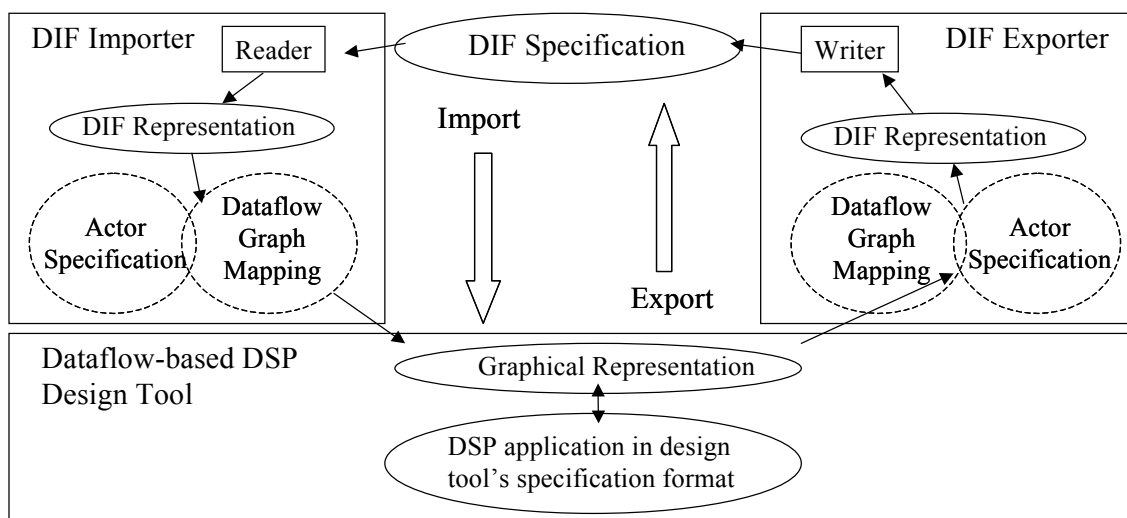 DIF Importer
Reader
DIF Representation
Actor
Specification
Dataflow
Graph
Mapping
DIF Specification
Import
Export
Writer
DIF Exporter
DIF Representation
Dataflow
Graph
Mapping
Actor
Specification
Dataflow-based DSP
Design Tool
Graphical Representation
DSP application in design
tool’s specification format